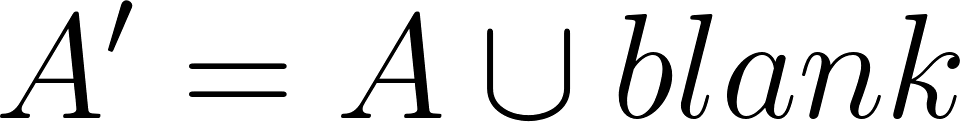 A′ = A ∪ blank